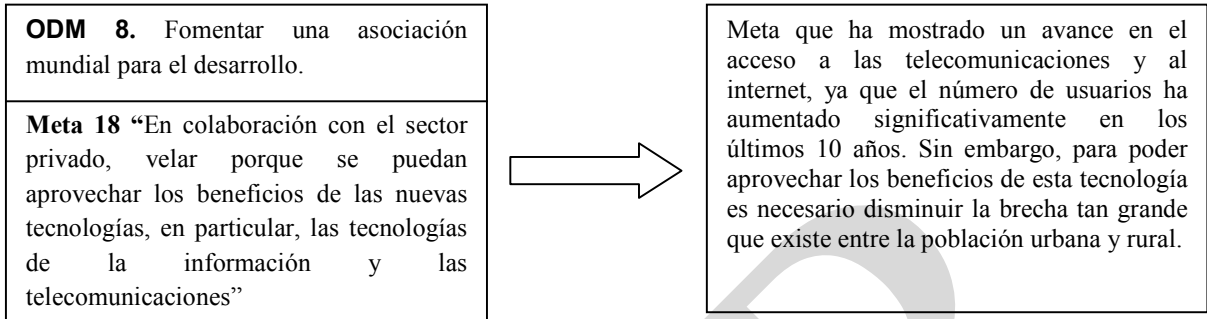 ODM 8. Fomentar una asociación
mundial para el desarrollo.
Meta 18 “En colaboración con el sector
privado, velar porque se puedan
aprovechar los beneficios de las nuevas
tecnologías, en particular, las tecnologías
de la información y las
telecomunicaciones”
Meta que ha mostrado un avance en el
acceso a las telecomunicaciones y al
internet, ya que el número de usuarios ha
aumentado significativamente en los
últimos 10 años. Sin embargo, para poder
aprovechar los beneficios de esta tecnología
es necesario disminuir la brecha tan grande
que existe entre la población urbana y rural.